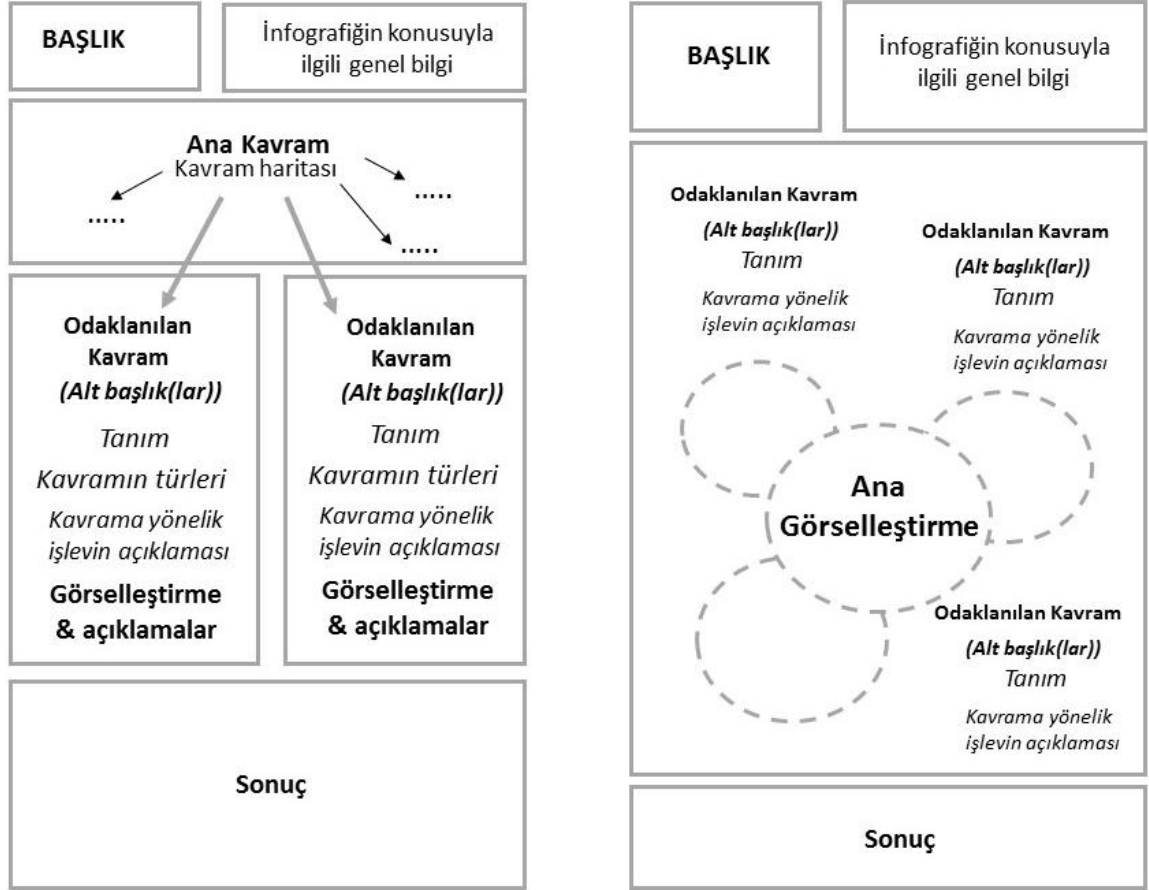 BAŞLIK
İnfografiğin konusuyla
ilgili genel bilgi
Ana Kavram
Kavram haritası
.....
.....
.....
Odaklanılan
Kavram
(Alt başlık(lar))
Tanım
Kavramın türleri
Kavrama yönelik
işlevin açıklaması
Görselleştirme
& açıklamalar
Odaklanılan
Kavram
(Alt başlık(lar))
Tanım
Kavramın türleri
Kavrama yönelik
işlevin açıklaması
Görselleştirme
& açıklamalar
Sonuç
BAŞLIK
İnfografiğin konusuyla
ilgili genel bilgi
Odaklanılan Kavram
(Alt başlık(lar))
Tanım
Kavrama yönelik
işlevin açıklaması
Odaklanılan Kavram
(Alt başlık(lar))
Tanım
Kavrama yönelik
işlevin açıklaması
Ana
Görselleştirme
Odaklanılan Kavram
(Alt başlık(lar))
Tanım
Kavrama yönelik
işlevin açıklaması
Sonuç